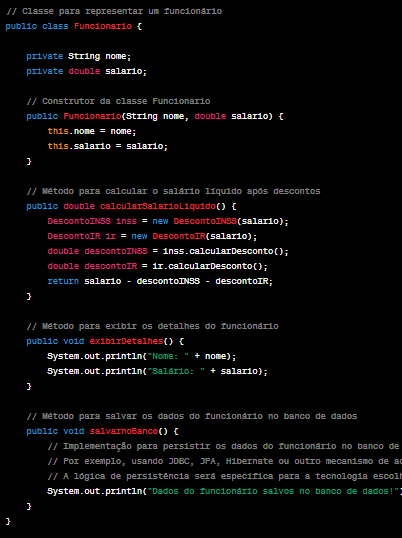 // Classe para representar um funcionário
public class Funcionario {
private String nome;
private double salario;
// Construtor da classe Funcionario
public Funcionario(String nome, double salario) {
this.nome = nome;
this.salario = salario;
}
// Método para calcular o salário líquido após descontos
public double calcularSalarioLiquido() {
DescontoINSS inss = new DescontoINSS(salario);
DescontoIR ir = new DescontoIR(salario);
double descontoINSS = inss.calcularDesconto();
double descontoIR = ir.calcularDesconto();
return salario - descontoINSS - descontoIR;
}
// Método para exibir os detalhes do funcionário
public void exibirDetalhes() {
System.out.println("Nome: " + nome);
System.out.println("Salário: " + salario);
}
// Método para salvar os dados do funcionário no banco de dados
public void salvarnoBanco() {
// Implementação para persistir os dados do funcionário no banco de
// Por exemplo, usando JDBC, JPA, Hibernate ou outro mecanismo de ac
// A lógica de persistência será específica para a tecnologia escolh
System.out.println("Dados do funcionário salvos no banco de dados!")
}
}